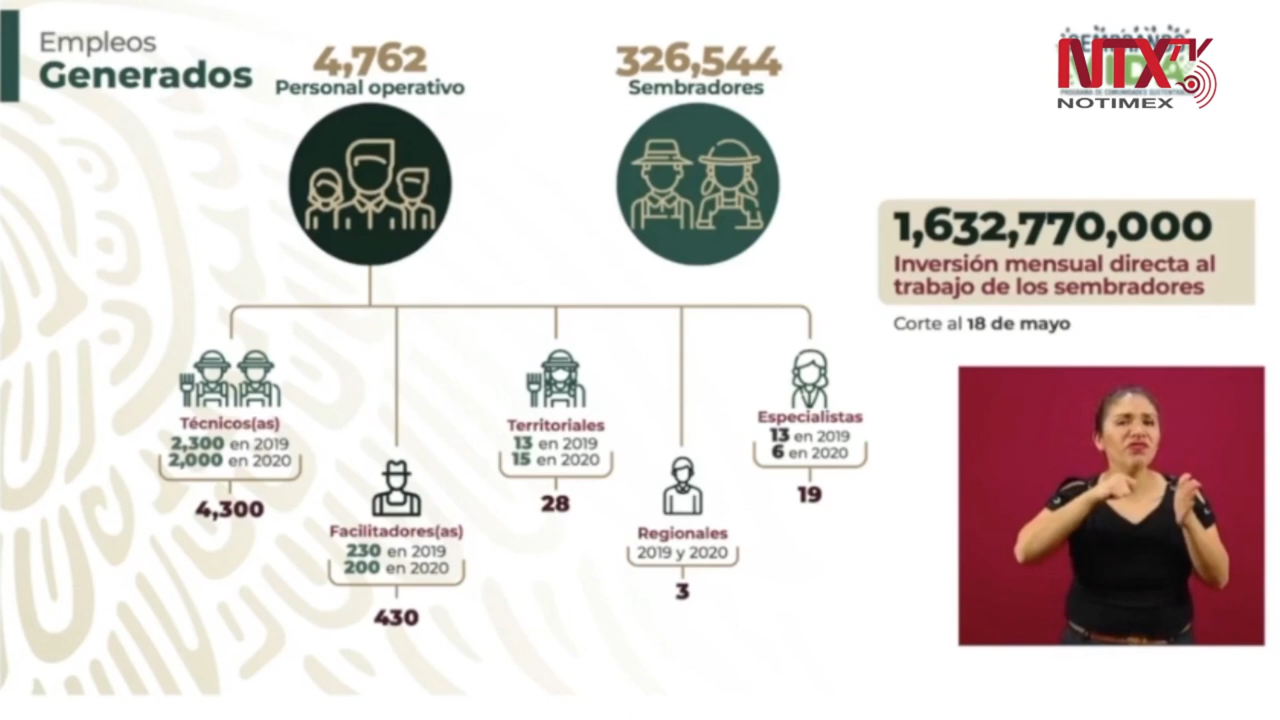 Empleos
Generados
4,762
Personal operativo
326,544
Sembradores
NTX
NOTIMEX
1,632,770,000
Inversión mensual directa al
trabajo de los sembradores
Corte al 18 de mayo
Técnicos(as)
2,300 en 2019
2,000 en 2020
4,300
Facilitadores(as)
230 en 2019
200 en 2020
430
Territoriales
13 en 2019
15 en 2020
28
Regionales
2019 y 2020
3
Especialistas
13 en 2019
6 en 2020
19